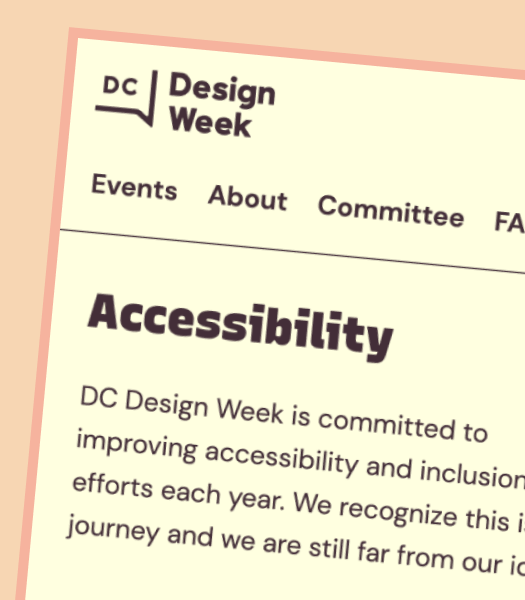 DC Design
Week
Events About Committee
Accessibility
DC Design Week is committed to
improving accessibility and inclusion
efforts each year. We recognize this
journey and we are still far from our